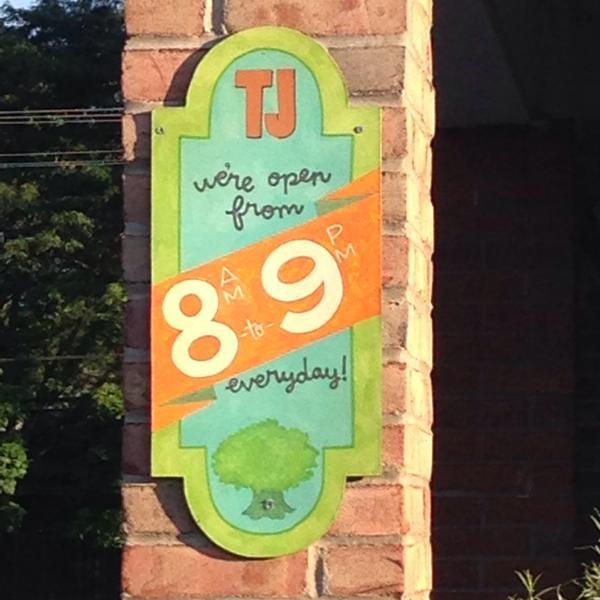 TJ
we're open
from
8 AM -to- 9 PM
everyday!